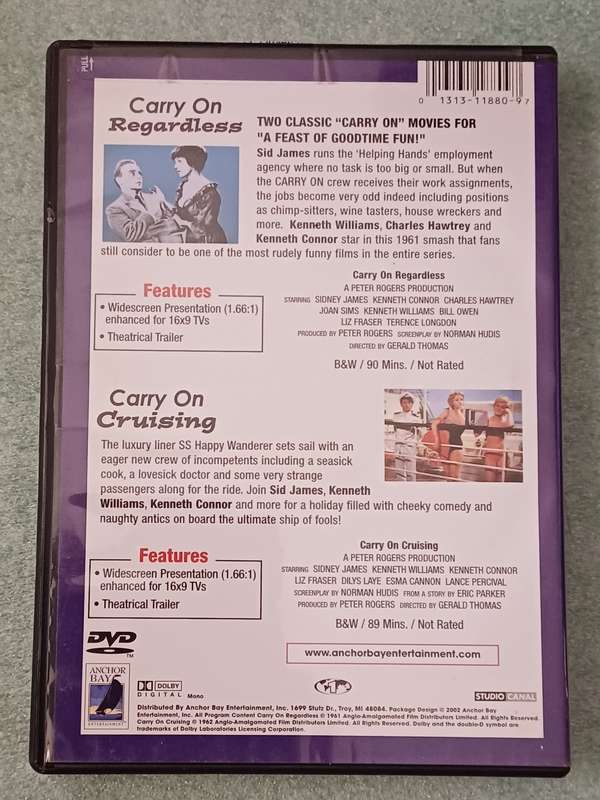 PULL
0 1313-11880-9 7
Carry On
Regardless
TWO CLASSIC "CARRY ON" MOVIES FOR
"A FEAST OF GOODTIME FUN!"
Sid James runs the 'Helping Hands' employment
agency where no task is too big or small. But when
the CARRY ON crew receives their work assignments,
the jobs become very odd indeed including positions
as chimp-sitters, wine tasters, house wreckers and
more. Kenneth Williams, Charles Hawtrey and
Kenneth Connor star in this 1961 smash that fans
still consider to be one of the most rudely funny films in the entire series.
Features
• Widescreen Presentation (1.66:1)
enhanced for 16x9 TVs
• Theatrical Trailer
Carry On Regardless
A PETER ROGERS PRODUCTION
STARRING SIDNEY JAMES KENNETH CONNOR CHARLES HAWTREY
JOAN SIMS KENNETH WILLIAMS BILL OWEN
LIZ FRASER TERENCE LONGDON
PRODUCED BY PETER ROGERS SCREENPLAY BY NORMAN HUDIS
DIRECTED BY GERALD THOMAS
B&W / 90 Mins. / Not Rated
Carry On
Cruising
The luxury liner SS Happy Wanderer sets sail with an
eager new crew of incompetents including a seasick
cook, a lovesick doctor and some very strange
passengers along for the ride. Join Sid James, Kenneth
Williams, Kenneth Connor and more for a holiday filled with cheeky comedy and
naughty antics on board the ultimate ship of fools!
Features
• Widescreen Presentation (1.66:1)
enhanced for 16x9 TVs
• Theatrical Trailer
Carry On Cruising
A PETER ROGERS PRODUCTION
STARRING SIDNEY JAMES KENNETH WILLIAMS KENNETH CONNOR
LIZ FRASER DILYS LAYE ESMA CANNON LANCE PERCIVAL
SCREENPLAY BY NORMAN HUDIS FROM A STORY BY ERIC PARKER
PRODUCED BY PETER ROGERS DIRECTED BY GERALD THOMAS
B&W / 89 Mins. / Not Rated
www.anchorbayentertainment.com
DVD
TM
ANCHOR
BAY
ENTERTAINMENT
DOLBY
DIGITAL Mono
STUDIO CANAL
Distributed By Anchor Bay Entertainment, Inc. 1699 Stutz Dr., Troy, MI 48084. Package Design © 2002 Anchor Bay
Entertainment, Inc. All Program Content Carry On Regardless © 1961 Anglo-Amalgamated Film Distributors Limited. All Rights Reserved.
Carry On Cruising © 1962 Anglo-Amalgamated Film Distributors Limited. All Rights Reserved. Dolby and the double-D symbol are
trademarks of Dolby Laboratories Licensing Corporation.